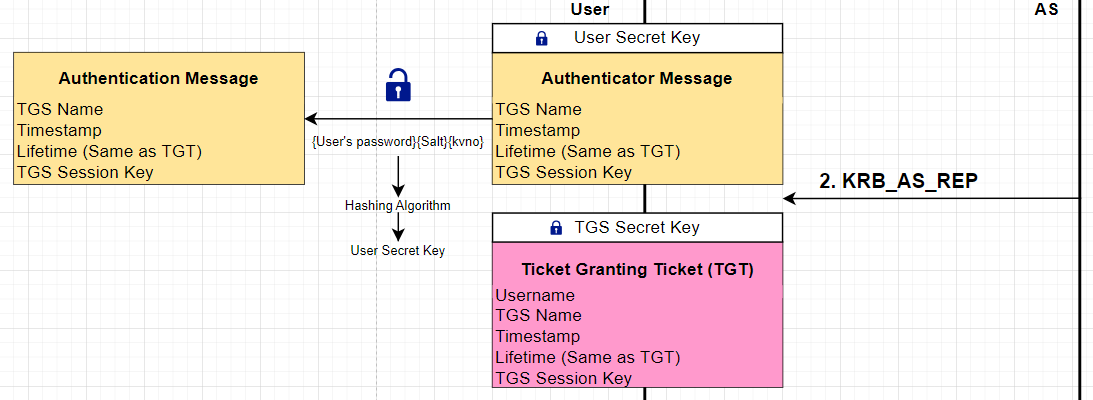 User
AS
User Secret Key
Authentication Message
TGS Name
Timestamp
Lifetime (Same as TGT)
TGS Session Key
{User's password}{Salt}{kvno}
Hashing Algorithm
User Secret Key
Authenticator Message
TGS Name
Timestamp
Lifetime (Same as TGT)
TGS Session Key
2. KRB_AS_REP
TGS Secret Key
Ticket Granting Ticket (TGT)
Username
TGS Name
Timestamp
Lifetime (Same as TGT)
TGS Session Key